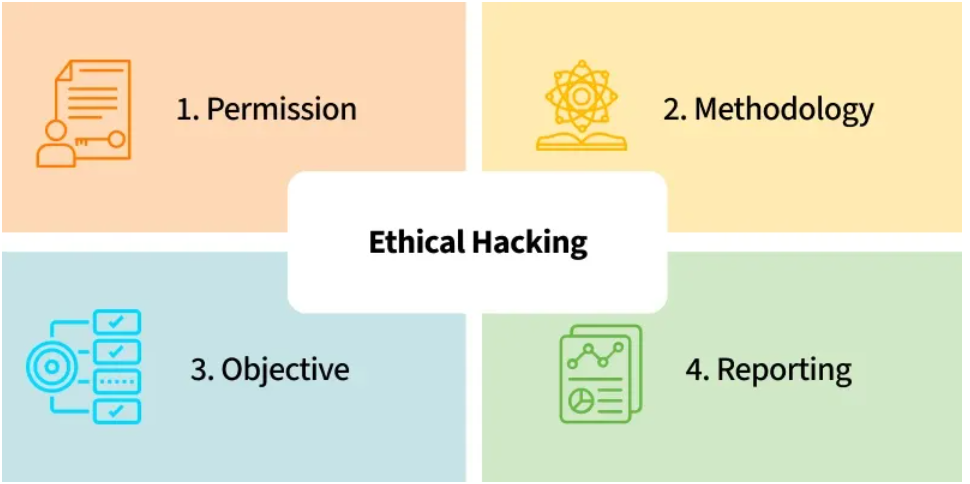 1. Permission
2. Methodology
Ethical Hacking
3. Objective
4. Reporting